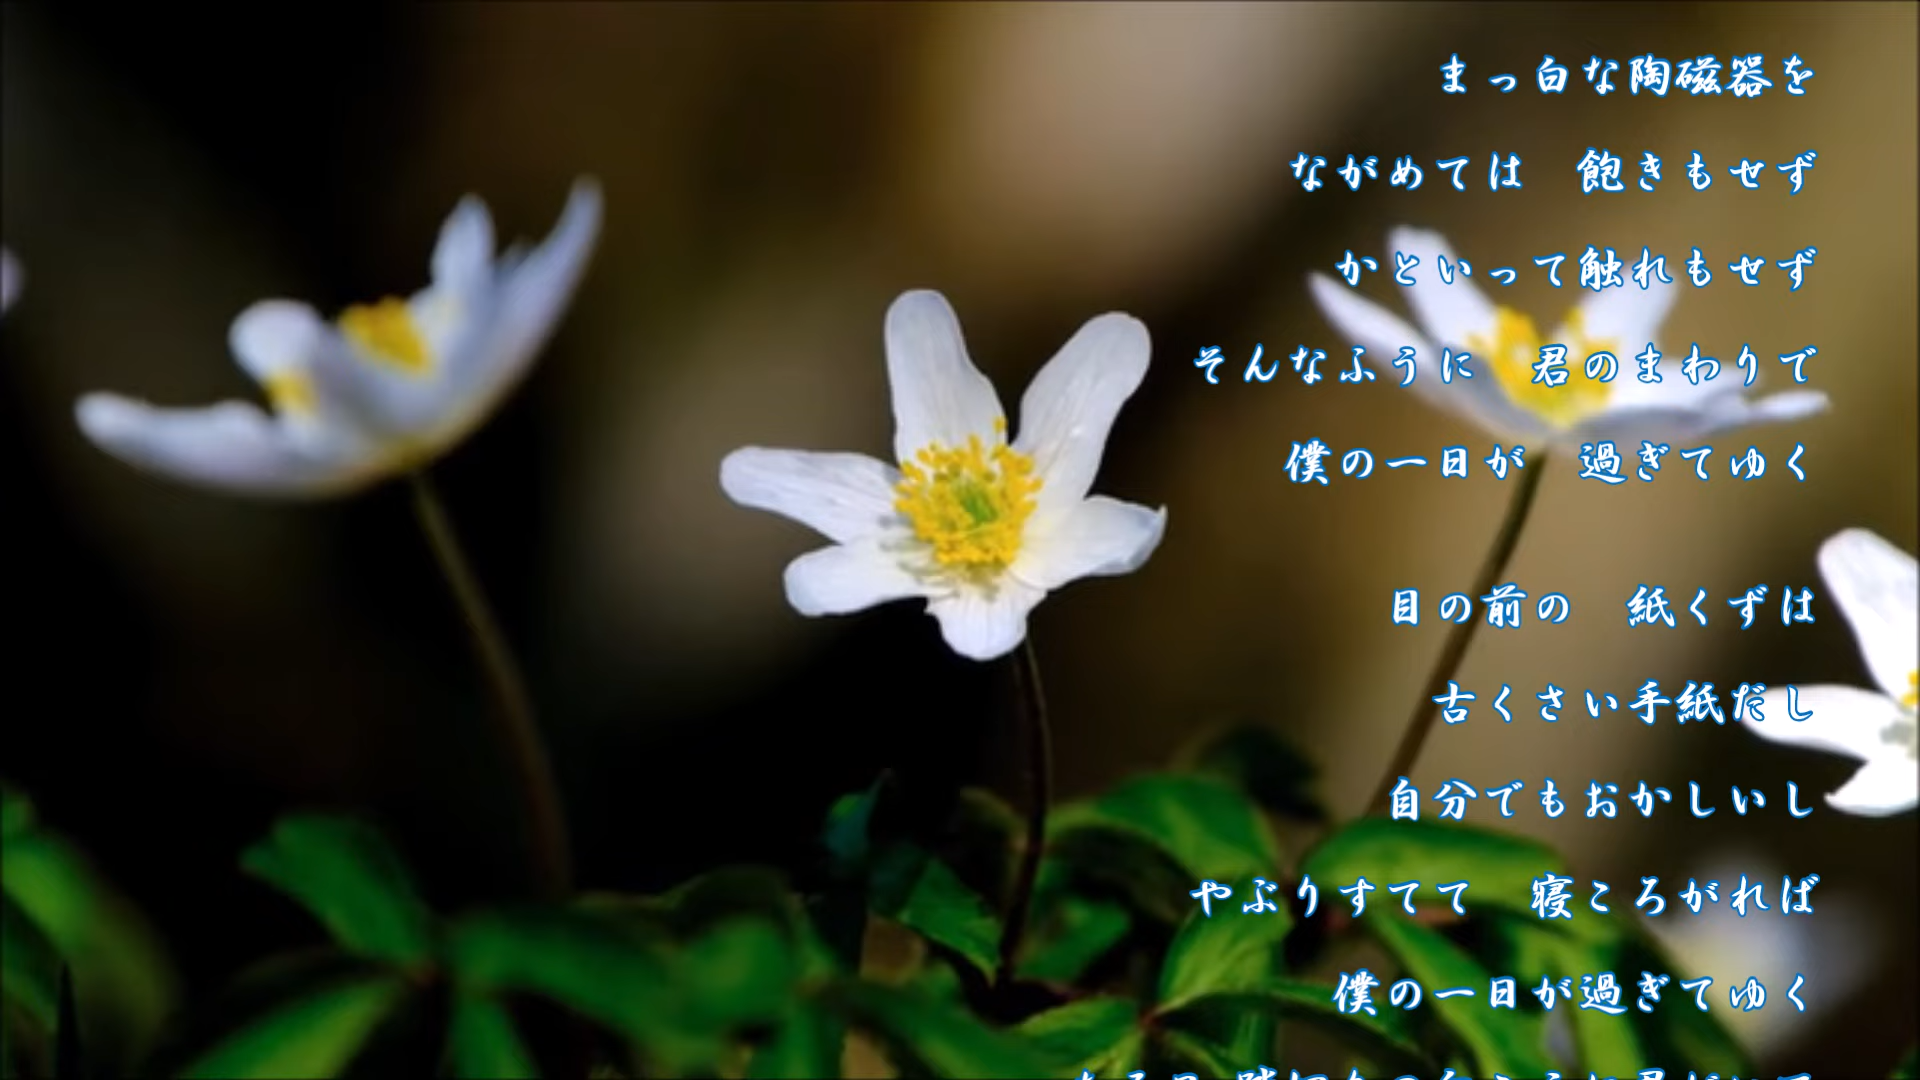 まっ白な陶磁器を
ながめては　飽きもせず
かといって触れもせず
そんなふうに　君のまわりで
僕の一日が　過ぎてゆく
目の前の　紙くずは
古くさい手紙だし
自分でもおかしいし
やぶりすてて　寝ころがれば
僕の一日が過ぎてゆく